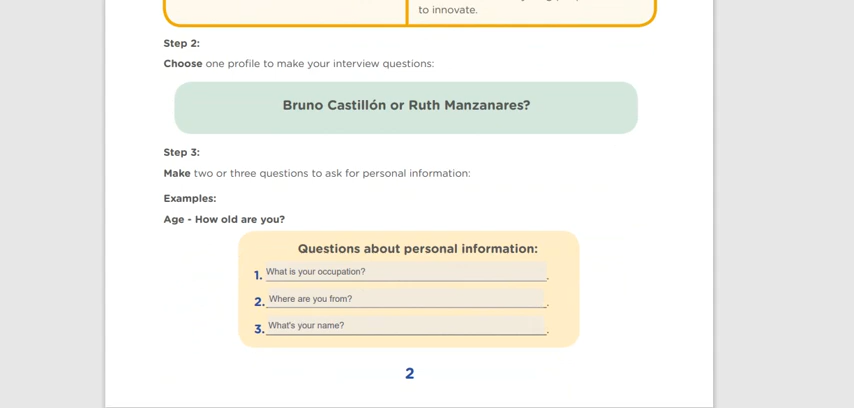 to innovate.
Step 2:
Choose one profile to make your interview questions:
Bruno Castillón or Ruth Manzanares?
Step 3:
Make two or three questions to ask for personal information:
Examples:
Age - How old are you?
Questions about personal information:
1. What is your occupation? .
2. Where are you from? .
3. What's your name? .
2